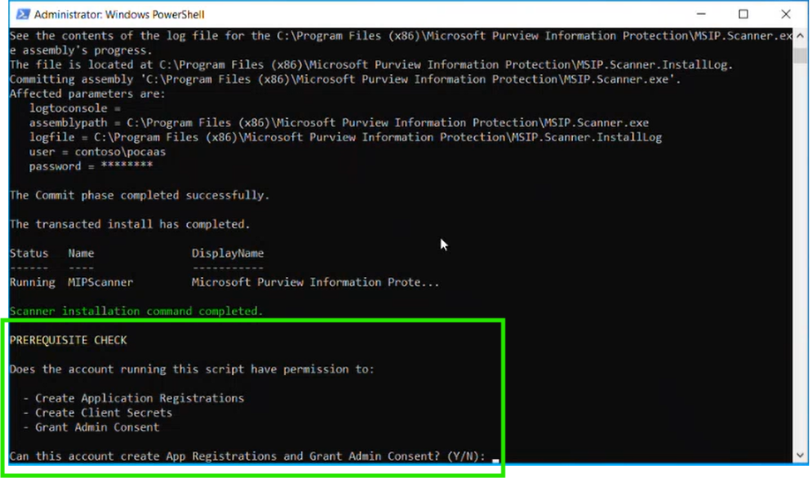 Administrator: Windows PowerShell
See the contents of the log file for the C:\Program Files (x86)\Microsoft Purview Information Protection\MSIP.Scanner.ex
e assembly's progress.
The file is located at C:\Program Files (x86)\Microsoft Purview Information Protection\MSIP.Scanner.InstallLog.
Committing assembly 'C:\Program Files (x86)\Microsoft Purview Information Protection\MSIP.Scanner.exe'.
Affected parameters are:
logtoconsole =
assemblypath = C:\Program Files (x86)\Microsoft Purview Information Protection\MSIP.Scanner.exe
logfile = C:\Program Files (x86)\Microsoft Purview Information Protection\MSIP.Scanner.InstallLog
user = contoso\pocaas
password = ********
The Commit phase completed successfully.
The transacted install has completed.
Status Name DisplayName
------ ---- -----------
Running MIPScanner Microsoft Purview Information Prote...
Scanner installation command completed.
PREREQUISITE CHECK
Does the account running this script have permission to:
- Create Application Registrations
- Create Client Secrets
- Grant Admin Consent
Can this account create App Registrations and Grant Admin Consent? (Y/N):